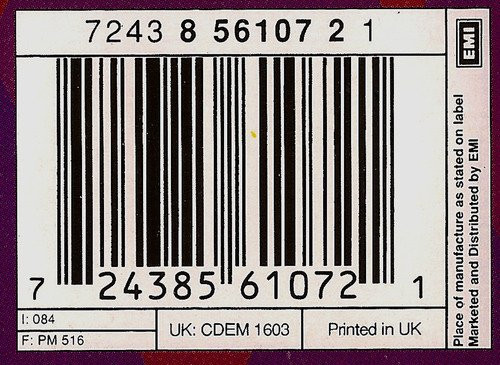 7243 8 56107 2 1
7 24385 61072 1
I: 084
F: PM 516
UK: CDEM 1603
Printed in UK
EMI
Place of manufacture as stated on label
Marketed and Distributed by EMI